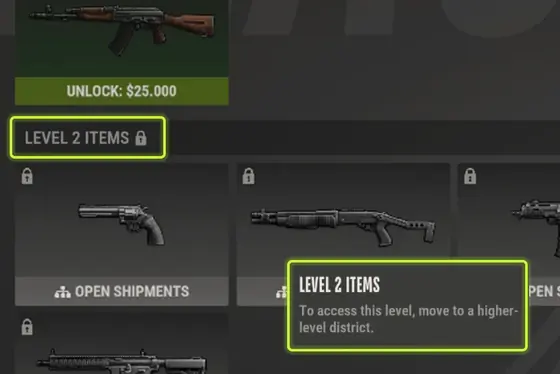 UNLOCK: $25.000
LEVEL 2 ITEMS
OPEN SHIPMENTS
LEVEL 2 ITEMS
To access this level, move to a higher-
level district.
PEN S